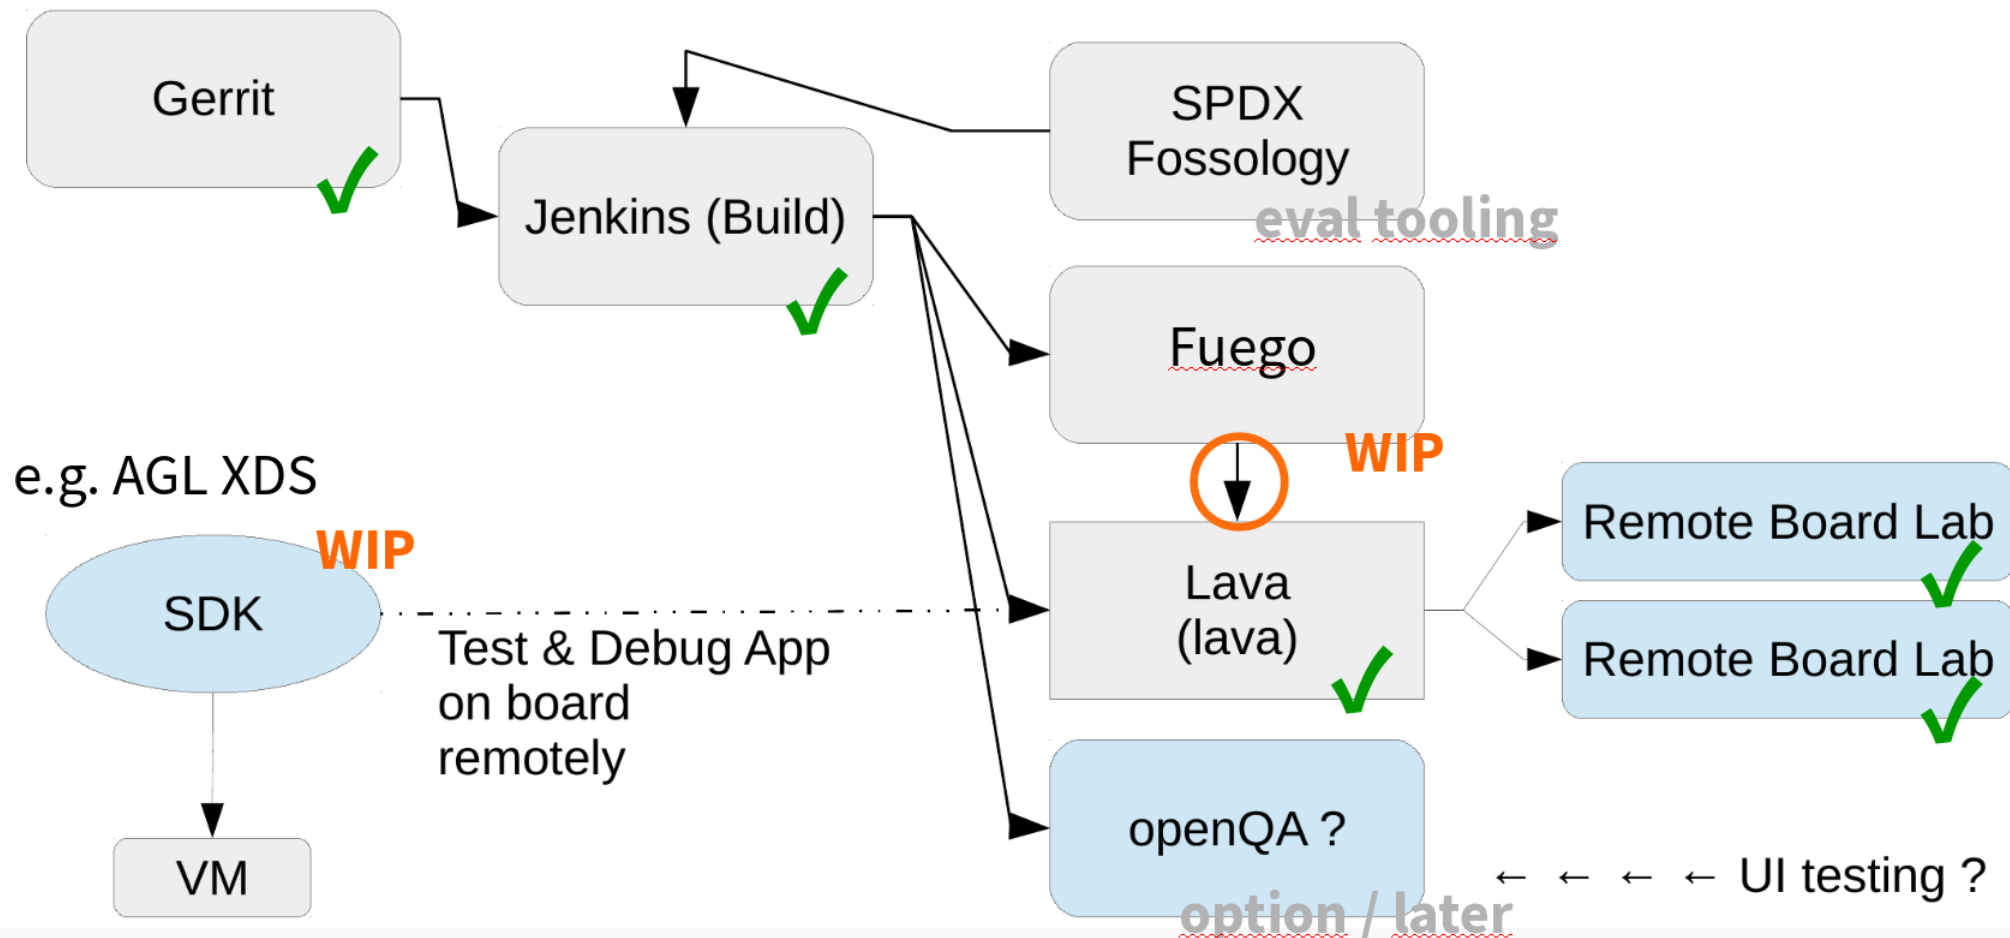 Gerrit
SPDX
Fossology
eval tooling
Jenkins (Build)
Fuego
WIP
e.g. AGL XDS
WIP
SDK
Test & Debug App
on board
remotely
Lava
(lava)
Remote Board Lab
Remote Board Lab
VM
openQA ?
option / later
← ← ← ← UI testing ?